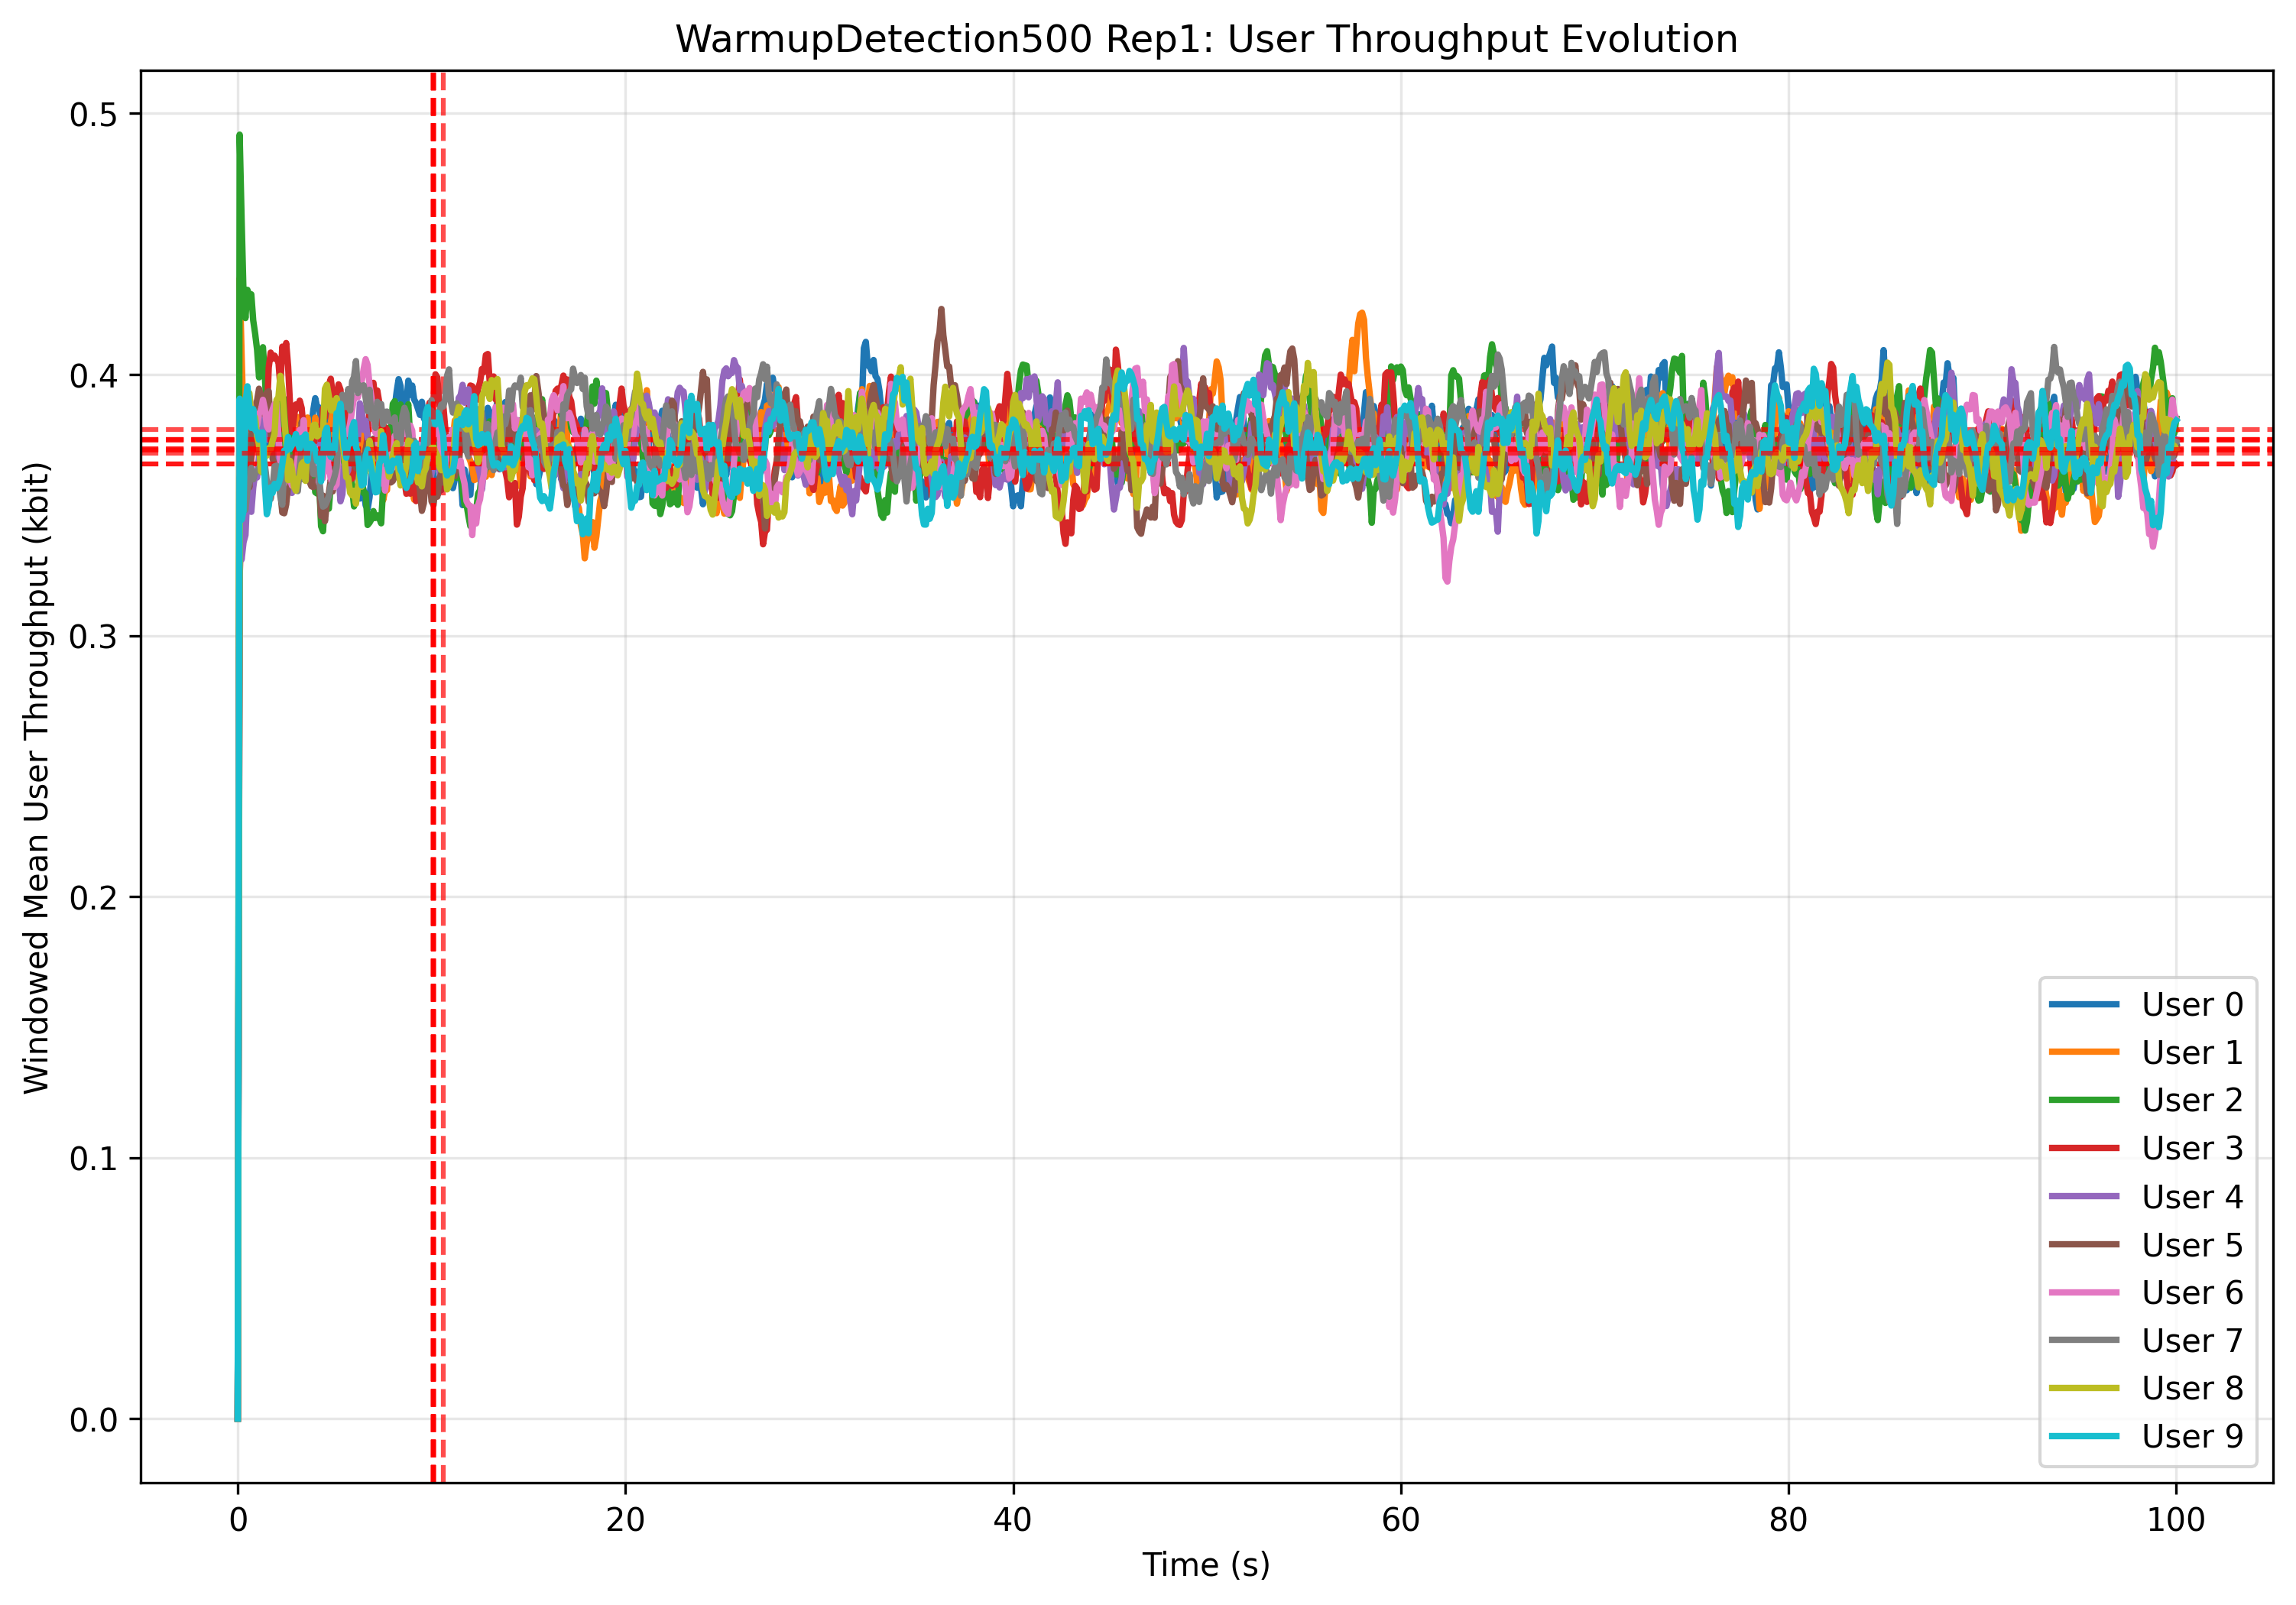 WarmupDetection500 Rep1: User Throughput Evolution
Windowed Mean User Throughput (kbit)
0.5
0.4
0.3
0.2
0.1
0.0
0 20 40 60 80 100
Time (s)
User 0
User 1
User 2
User 3
User 4
User 5
User 6
User 7
User 8
User 9